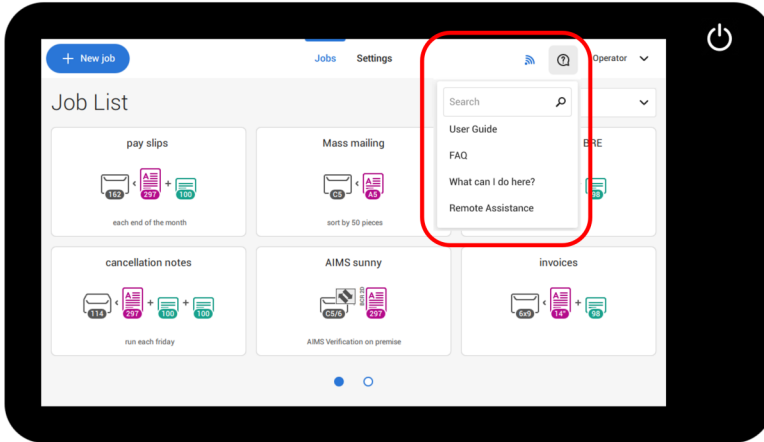 + New job
Jobs
Settings
Operator
Job List
Search
User Guide
FAQ
What can I do here?
Remote Assistance
pay slips
162
297
+
100
each end of the month
Mass mailing
C5
A5
sort by 50 pieces
BRE
98
cancellation notes
114
297
+
100
+
100
run each friday
AIMS sunny
C5/6
SCR 2D
297
AIMS Verification on premise
invoices
6x9
14"
+
98